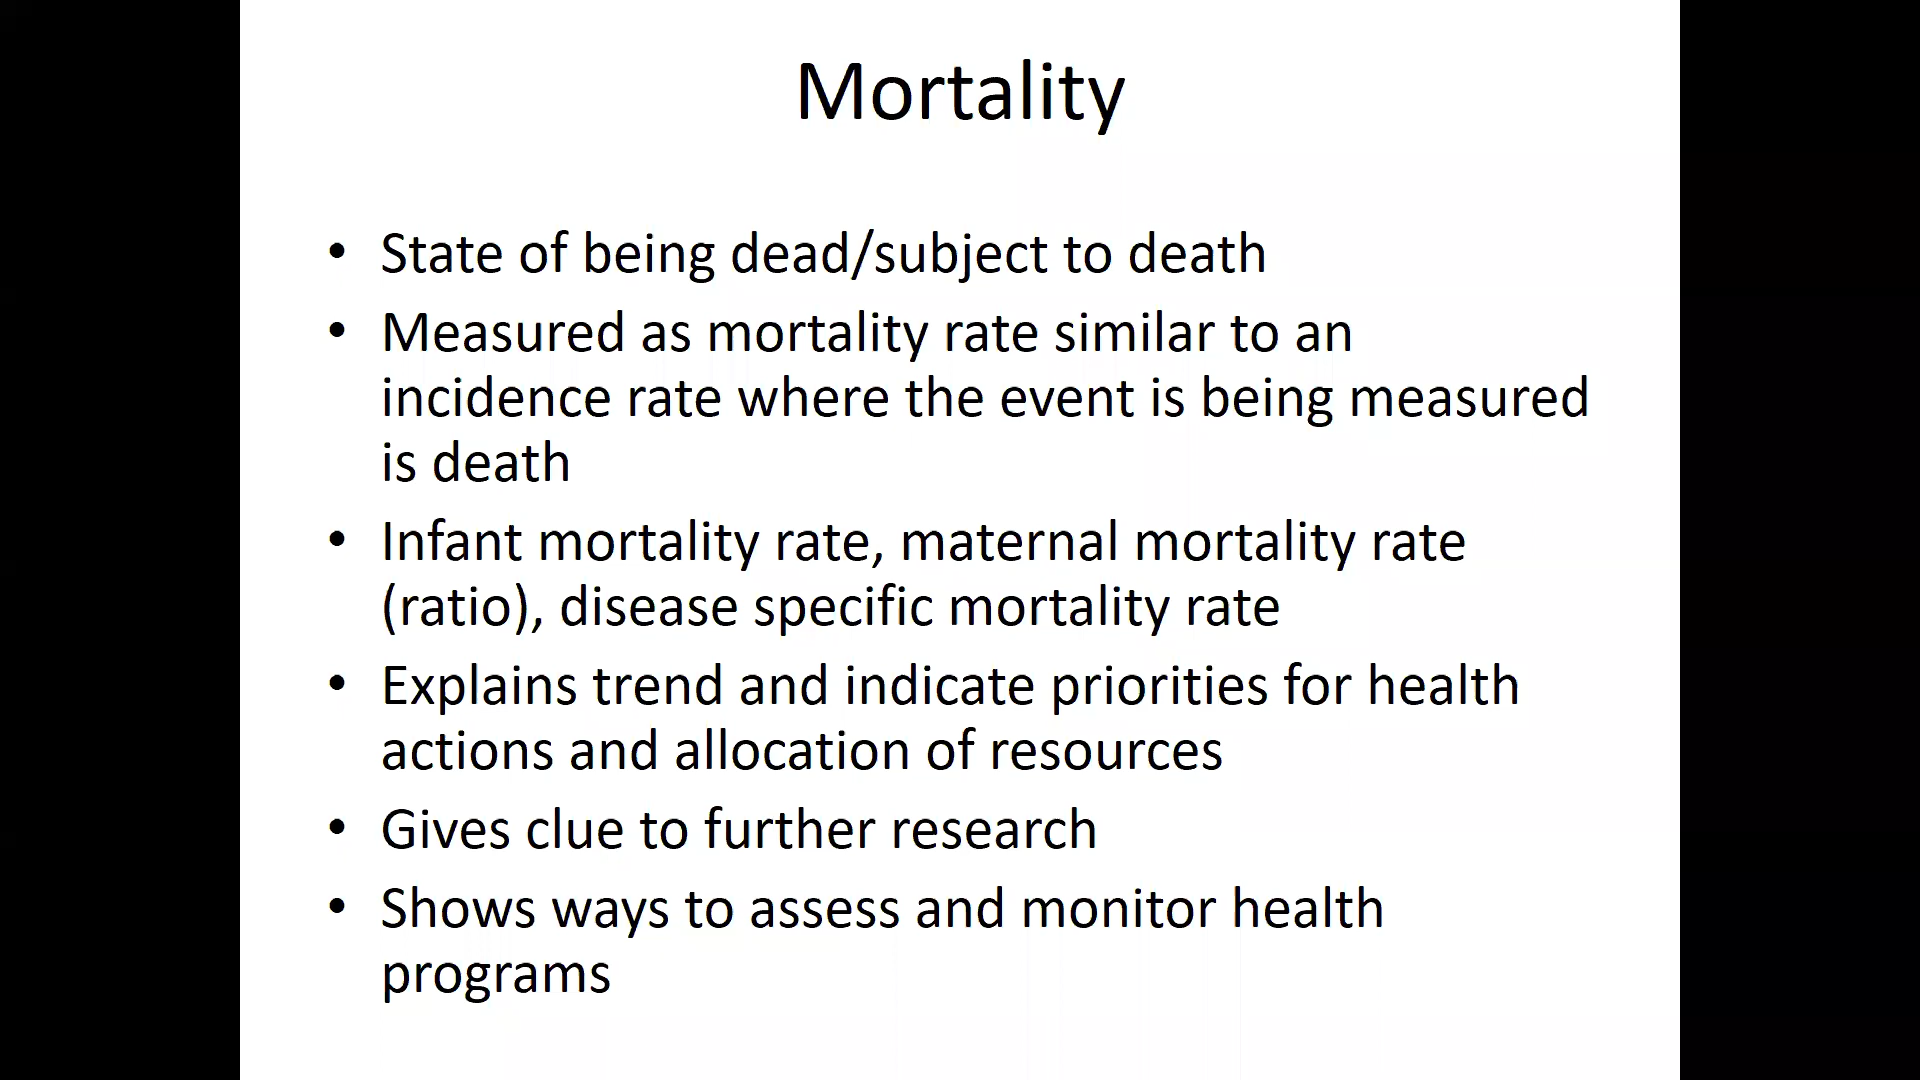 Mortality
• State of being dead/subject to death
• Measured as mortality rate similar to an
incidence rate where the event is being measured
is death
• Infant mortality rate, maternal mortality rate
(ratio), disease specific mortality rate
• Explains trend and indicate priorities for health
actions and allocation of resources
• Gives clue to further research
• Shows ways to assess and monitor health
programs